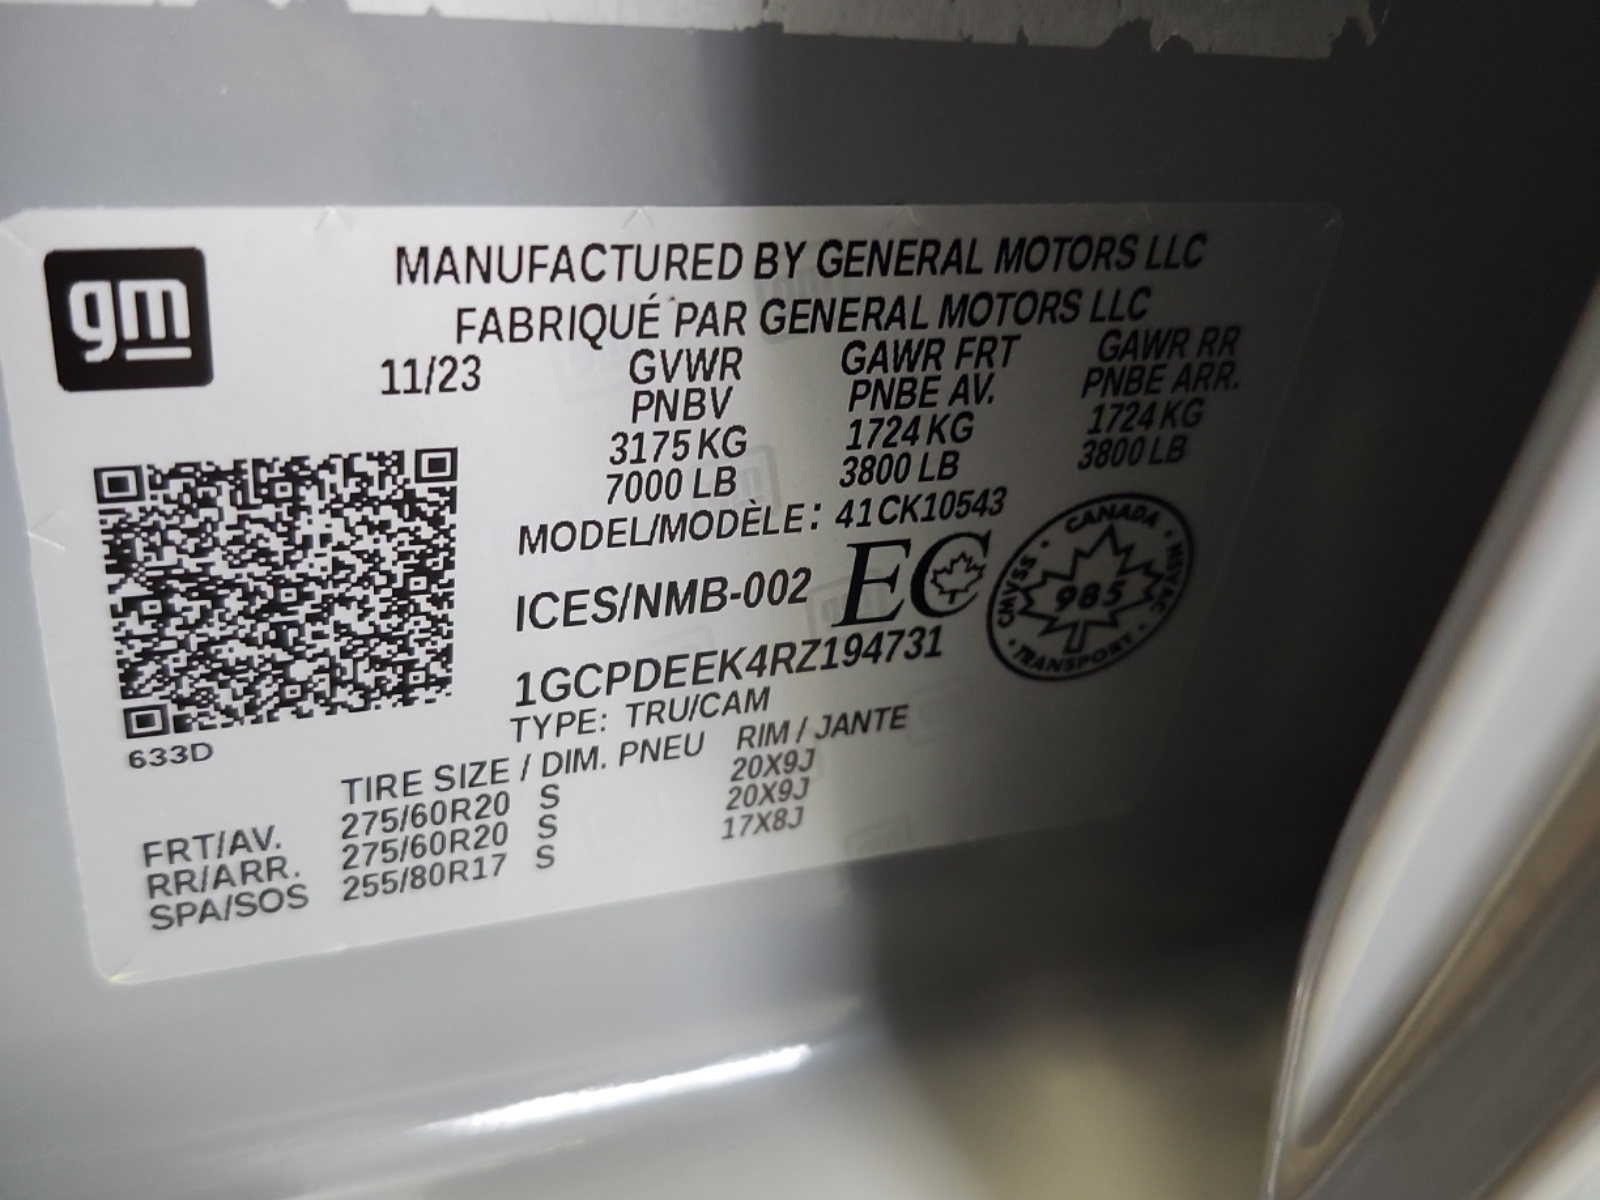 gm
MANUFACTURED BY GENERAL MOTORS LLC
FABRIQUÉ PAR GENERAL MOTORS LLC
11/23 GVWR GAWR FRT GAWR RR
PNBV PNBE AV. PNBE ARR.
3175 KG 1724 KG 1724 KG
7000 LB 3800 LB 3800 LB
MODEL/MODÈLE: 41CK10543
ICES/NMB-002 EC
CANADA
CMVSS 985 NSVAC
TRANSPORT
1GCPDEEK4RZ194731
TYPE: TRU/CAM
633D
TIRE SIZE / DIM. PNEU RIM / JANTE
FRT/AV. 275/60R20 S 20X9J
RR/ARR. 275/60R20 S 20X9J
SPA/SOS 255/80R17 S 17X8J